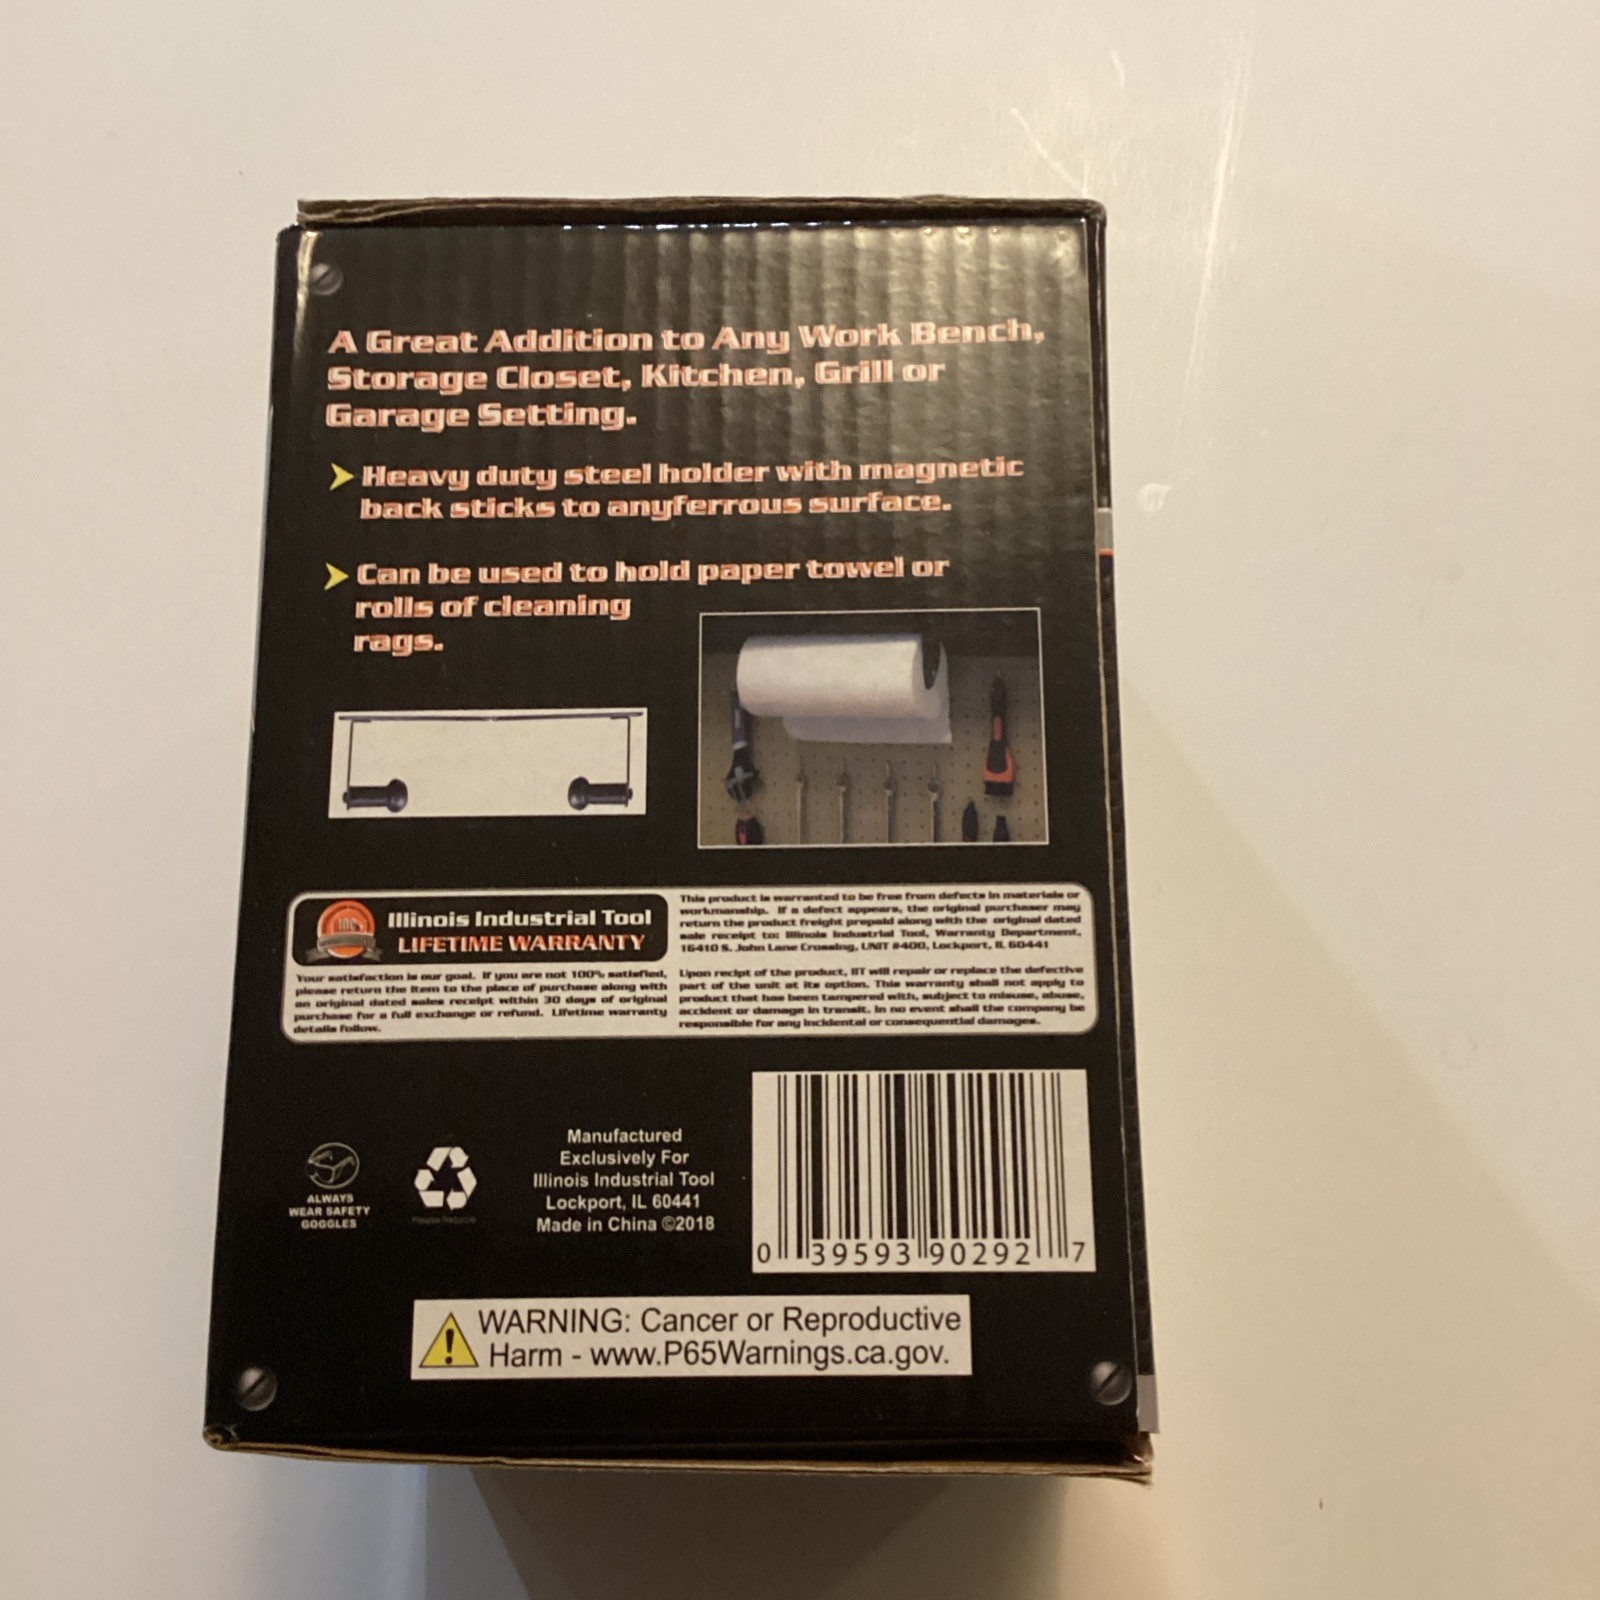 A Great Addition to Any Work Bench,
Storage Closet, Kitchen, Grill or
Garage Setting.
Heavy duty steel holder with magnetic
back sticks to anyferrous surface.
Can be used to hold paper towel or
rolls of cleaning
rags.
100%
Illinois Industrial Tool
LIFETIME WARRANTY
Your satisfaction is our goal. If you are not 100% satisfied,
please return the item to the place of purchase along with
an original dated sales receipt within 30 days of original
purchase for a full exchange or refund. Lifetime warranty
details follow.
This product is warranted to be free from defects in materials or
workmanship. If a defect appears, the original purchaser may
return the product freight prepaid along with the original dated
sale receipt to: Illinois Industrial Tool, Warranty Department,
16410 S. John Lane Crossing, UNIT #400, Lockport, IL 60441
Upon recipt of the product, IIT will repair or replace the defective
part of the unit at its option. This warranty shall not apply to
product that has been tampered with, subject to misuse, abuse,
accident or damage in transit. In no event shall the company be
responsible for any incidental or consequential damages.
ALWAYS
WEAR SAFETY
GOGGLES
Please Recycle
Manufactured
Exclusively For
Illinois Industrial Tool
Lockport, IL 60441
Made in China ©2018
0 39593 90292 7
WARNING: Cancer or Reproductive
Harm - www.P65Warnings.ca.gov.